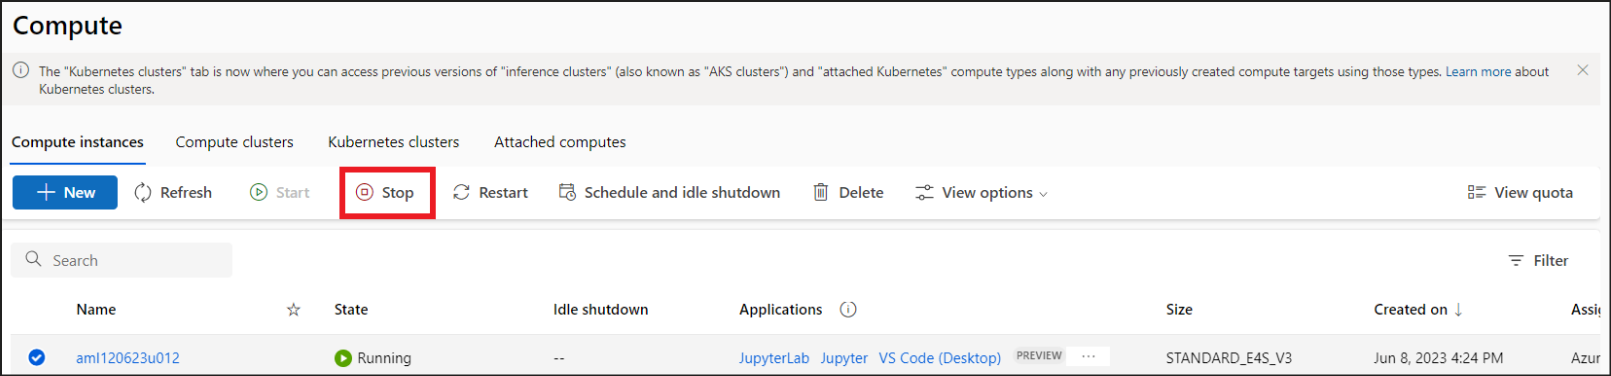 Compute
The "Kubernetes clusters" tab is now where you can access previous versions of "inference clusters" (also known as "AKS clusters") and "attached Kubernetes" compute types along with any previously created compute targets using those types. Learn more about
Kubernetes clusters.
Compute instances Compute clusters Kubernetes clusters Attached computes
New Refresh Start Stop Restart Schedule and idle shutdown Delete View options View quota
Search Filter
Name State Idle shutdown Applications Size Created on Assig
aml120623u012 Running -- JupyterLab Jupyter VS Code (Desktop) PREVIEW ... STANDARD_E4S_V3 Jun 8, 2023 4:24 PM Azur